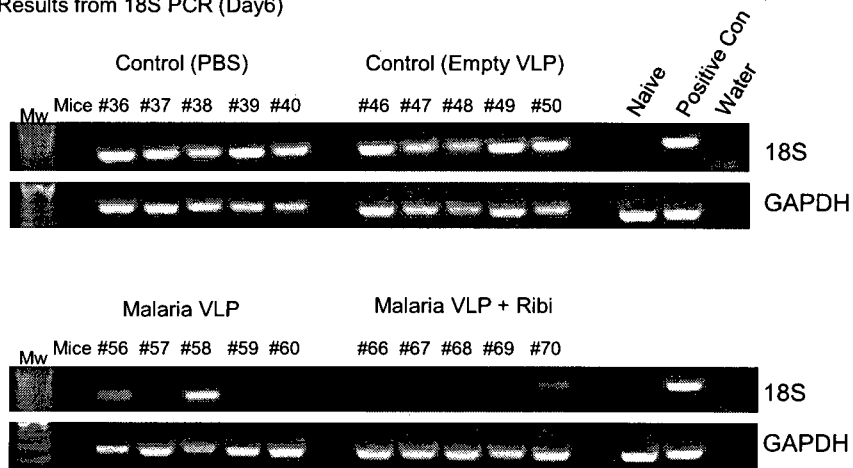 Results from 18S PCR (Day6)
Control (PBS) Control (Empty VLP)
Naive Positive Con Water
Mw Mice #36 #37 #38 #39 #40 #46 #47 #48 #49 #50
18S
GAPDH
Malaria VLP Malaria VLP + Ribi
Mw Mice #56 #57 #58 #59 #60 #66 #67 #68 #69 #70
18S
GAPDH